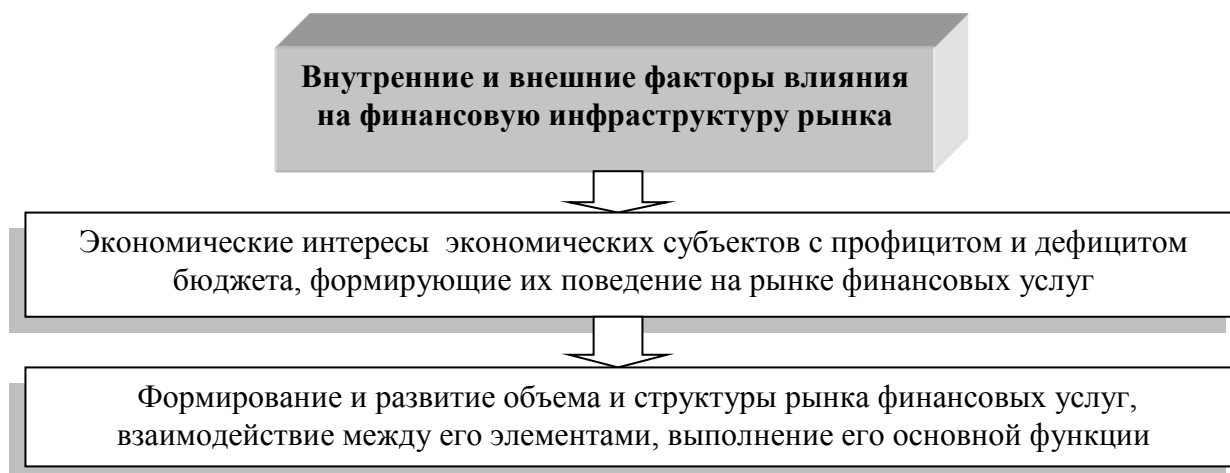 Внутренние и внешние факторы влияния
на финансовую инфраструктуру рынка
Экономические интересы экономических субъектов с профицитом и дефицитом
бюджета, формирующие их поведение на рынке финансовых услуг
Формирование и развитие объема и структуры рынка финансовых услуг,
взаимодействие между его элементами, выполнение его основной функции